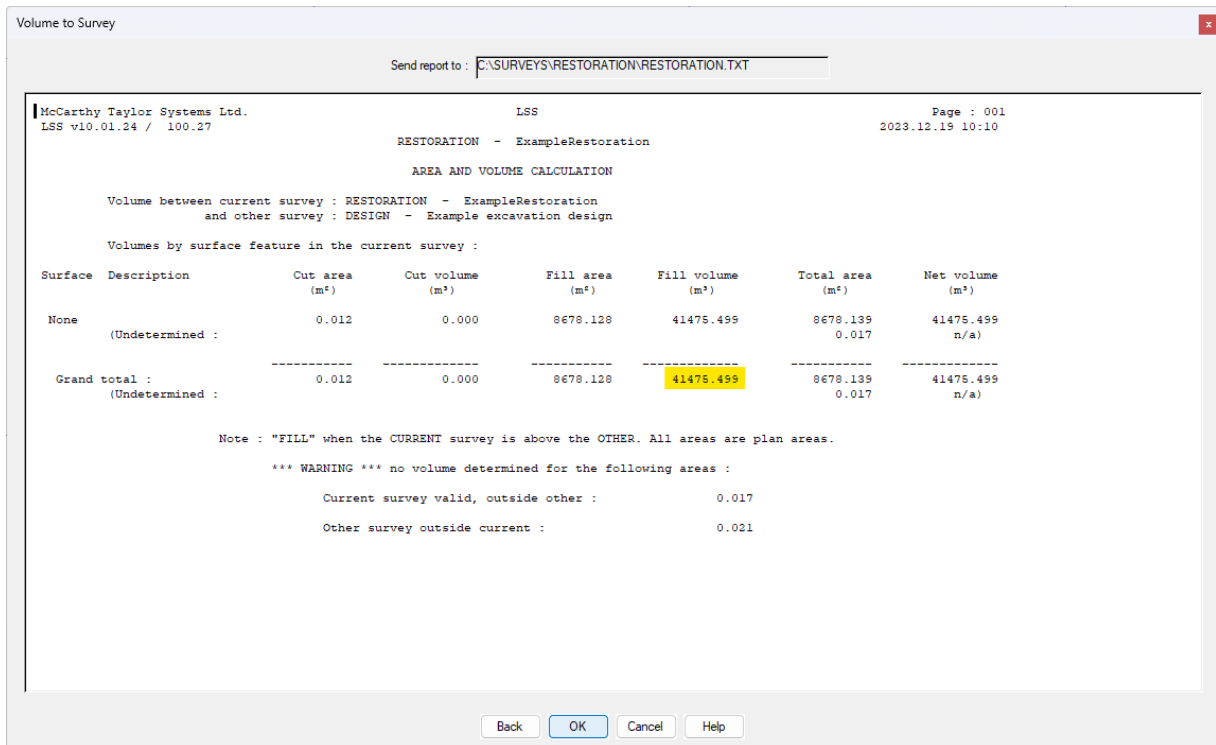 Volume to Survey
x
Send report to : C:\SURVEYS\RESTORATION\RESTORATION.TXT
McCarthy Taylor Systems Ltd. LSS Page : 001
LSS v10.01.24 / 100.27 2023.12.19 10:10
RESTORATION - ExampleRestoration
AREA AND VOLUME CALCULATION
Volume between current survey : RESTORATION - ExampleRestoration
and other survey : DESIGN - Example excavation design
Volumes by surface feature in the current survey :
Surface Description Cut area Cut volume Fill area Fill volume Total area Net volume
(m²) (m³) (m²) (m³) (m²) (m³)
None 0.012 0.000 8678.128 41475.499 8678.139 41475.499
(Undetermined : 0.017 n/a)
----------- ------------- ----------- ------------- ----------- -------------
Grand total : 0.012 0.000 8678.128 41475.499 8678.139 41475.499
(Undetermined : 0.017 n/a)
Note : "FILL" when the CURRENT survey is above the OTHER. All areas are plan areas.
*** WARNING *** no volume determined for the following areas :
Current survey valid, outside other : 0.017
Other survey outside current : 0.021
Back OK Cancel Help